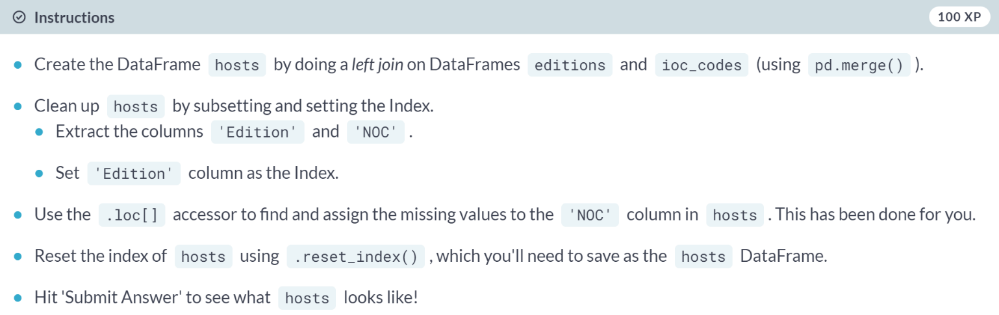 Instructions
100 XP
Create the DataFrame hosts by doing a left join on DataFrames editions and ioc_codes (using pd.merge() ).
Clean up hosts by subsetting and setting the Index.
Extract the columns 'Edition' and 'NOC' .
Set 'Edition' column as the Index.
Use the .loc[] accessor to find and assign the missing values to the 'NOC' column in hosts . This has been done for you.
Reset the index of hosts using .reset_index() , which you'll need to save as the hosts DataFrame.
Hit 'Submit Answer' to see what hosts looks like!